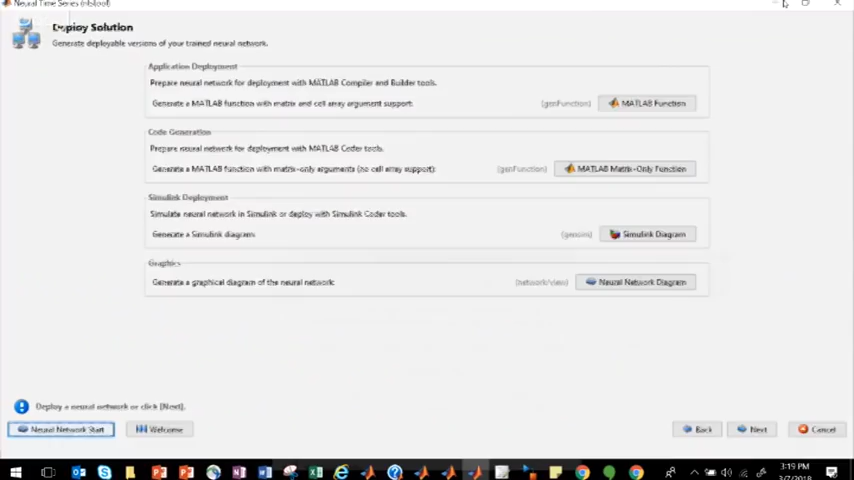 Neural Time Series (ntstool)
Deploy Solution
Generate deployable versions of your trained neural network.
Application Deployment
Prepare neural network for deployment with MATLAB Compiler and Builder tools.
Generate a MATLAB function with matrix and cell array argument support:
(genFunction)
MATLAB Function
Code Generation
Prepare neural network for deployment with MATLAB Coder tools.
Generate a MATLAB function with matrix-only arguments (no cell array support):
(genFunction)
MATLAB Matrix-Only Function
Simulink Deployment
Simulate neural network in Simulink or deploy with Simulink Coder tools.
Generate a Simulink diagram:
(gensim)
Simulink Diagram
Graphics
Generate a graphical diagram of the neural network:
(network/view)
Neural Network Diagram
Deploy a neural network or click [Next].
Neural Network Start
Welcome
Back
Next
Cancel
3:19 PM
3/7/2018